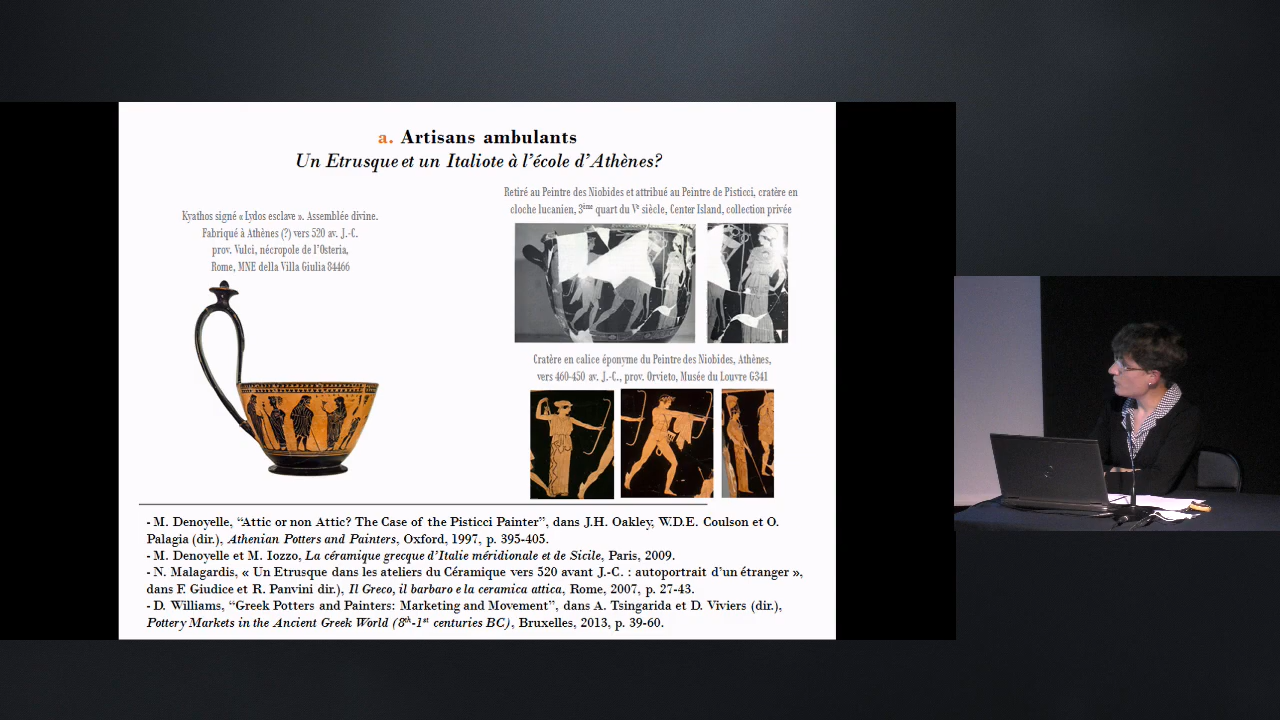 a. Artisans ambulants
Un Etrusque et un Italiote à l'école d'Athènes?
Kyathos signé « Lydos esclave ». Assemblée divine.
Fabriqué à Athènes (?) vers 520 av. J.-C.
prov. Vulci, nécropole de l'Osteria,
Rome, MNE della Villa Giulia 84466
Retiré au Peintre des Niobides et attribué au Peintre de Pisticci, cratère en
cloche lucanien, 3ème quart du Ve siècle, Center Island, collection privée
Cratère en calice éponyme du Peintre des Niobides, Athènes,
vers 460-450 av. J.-C., prov. Orvieto, Musée du Louvre G341
- M. Denoyelle, “Attic or non Attic? The Case of the Pisticci Painter”, dans J.H. Oakley, W.D.E. Coulson et O.
Palagia (dir.), Athenian Potters and Painters, Oxford, 1997, p. 395-405.
- M. Denoyelle et M. Iozzo, La céramique grecque d'Italie méridionale et de Sicile, Paris, 2009.
- N. Malagardis, « Un Etrusque dans les ateliers du Céramique vers 520 avant J.-C. : autoportrait d'un étranger »,
dans F. Giudice et R. Panvini dir.), Il Greco, il barbaro e la ceramica attica, Rome, 2007, p. 27-43.
- D. Williams, “Greek Potters and Painters: Marketing and Movement”, dans A. Tsingarida et D. Viviers (dir.),
Pottery Markets in the Ancient Greek World (8th-1st centuries BC), Bruxelles, 2013, p. 39-60.